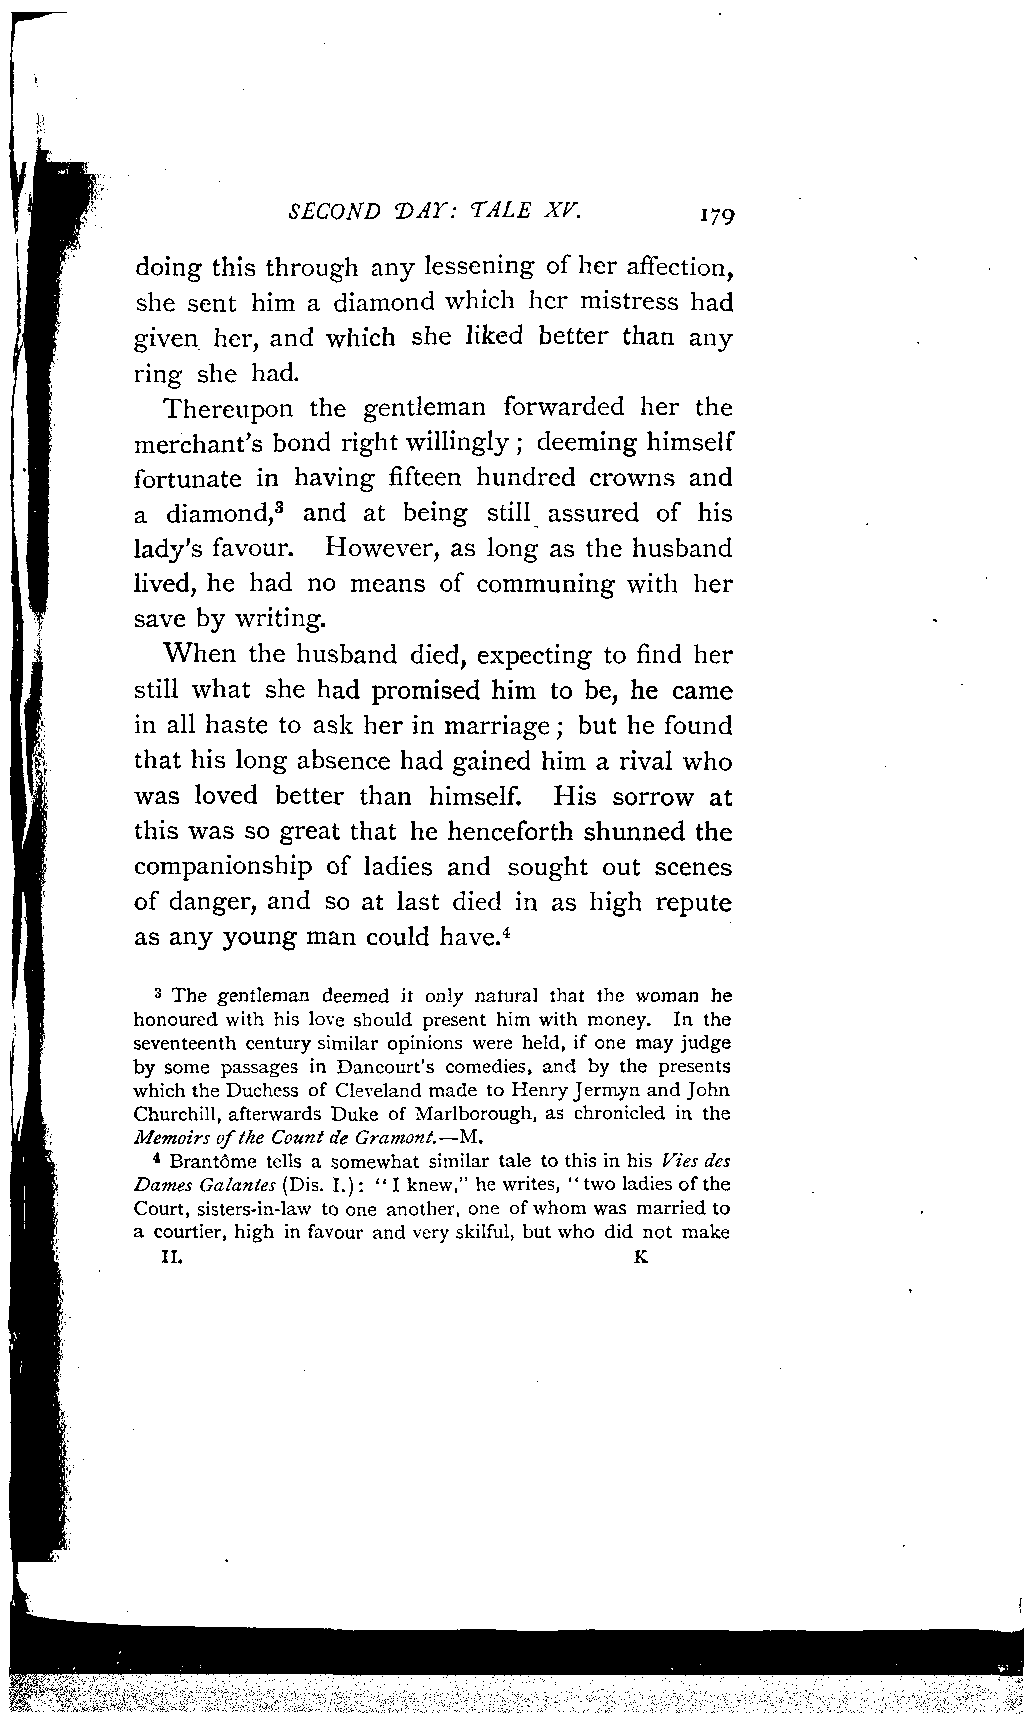 SECOND DAY: TALE XV. 179
doing this through any lessening of her affection,
she sent him a diamond which her mistress had
given her, and which she liked better than any
ring she had.
Thereupon the gentleman forwarded her the
merchant's bond right willingly ; deeming himself
fortunate in having fifteen hundred crowns and
a diamond,³ and at being still assured of his
lady's favour. However, as long as the husband
lived, he had no means of communing with her
save by writing.
When the husband died, expecting to find her
still what she had promised him to be, he came
in all haste to ask her in marriage ; but he found
that his long absence had gained him a rival who
was loved better than himself. His sorrow at
this was so great that he henceforth shunned the
companionship of ladies and sought out scenes
of danger, and so at last died in as high repute
as any young man could have.⁴
³ The gentleman deemed it only natural that the woman he
honoured with his love should present him with money. In the
seventeenth century similar opinions were held, if one may judge
by some passages in Dancourt's comedies, and by the presents
which the Duchess of Cleveland made to Henry Jermyn and John
Churchill, afterwards Duke of Marlborough, as chronicled in the
Memoirs of the Count de Gramont.—M.
⁴ Brantôme tells a somewhat similar tale to this in his Vies des
Dames Galantes (Dis. I.): "I knew," he writes, "two ladies of the
Court, sisters-in-law to one another, one of whom was married to
a courtier, high in favour and very skilful, but who did not make
II. K